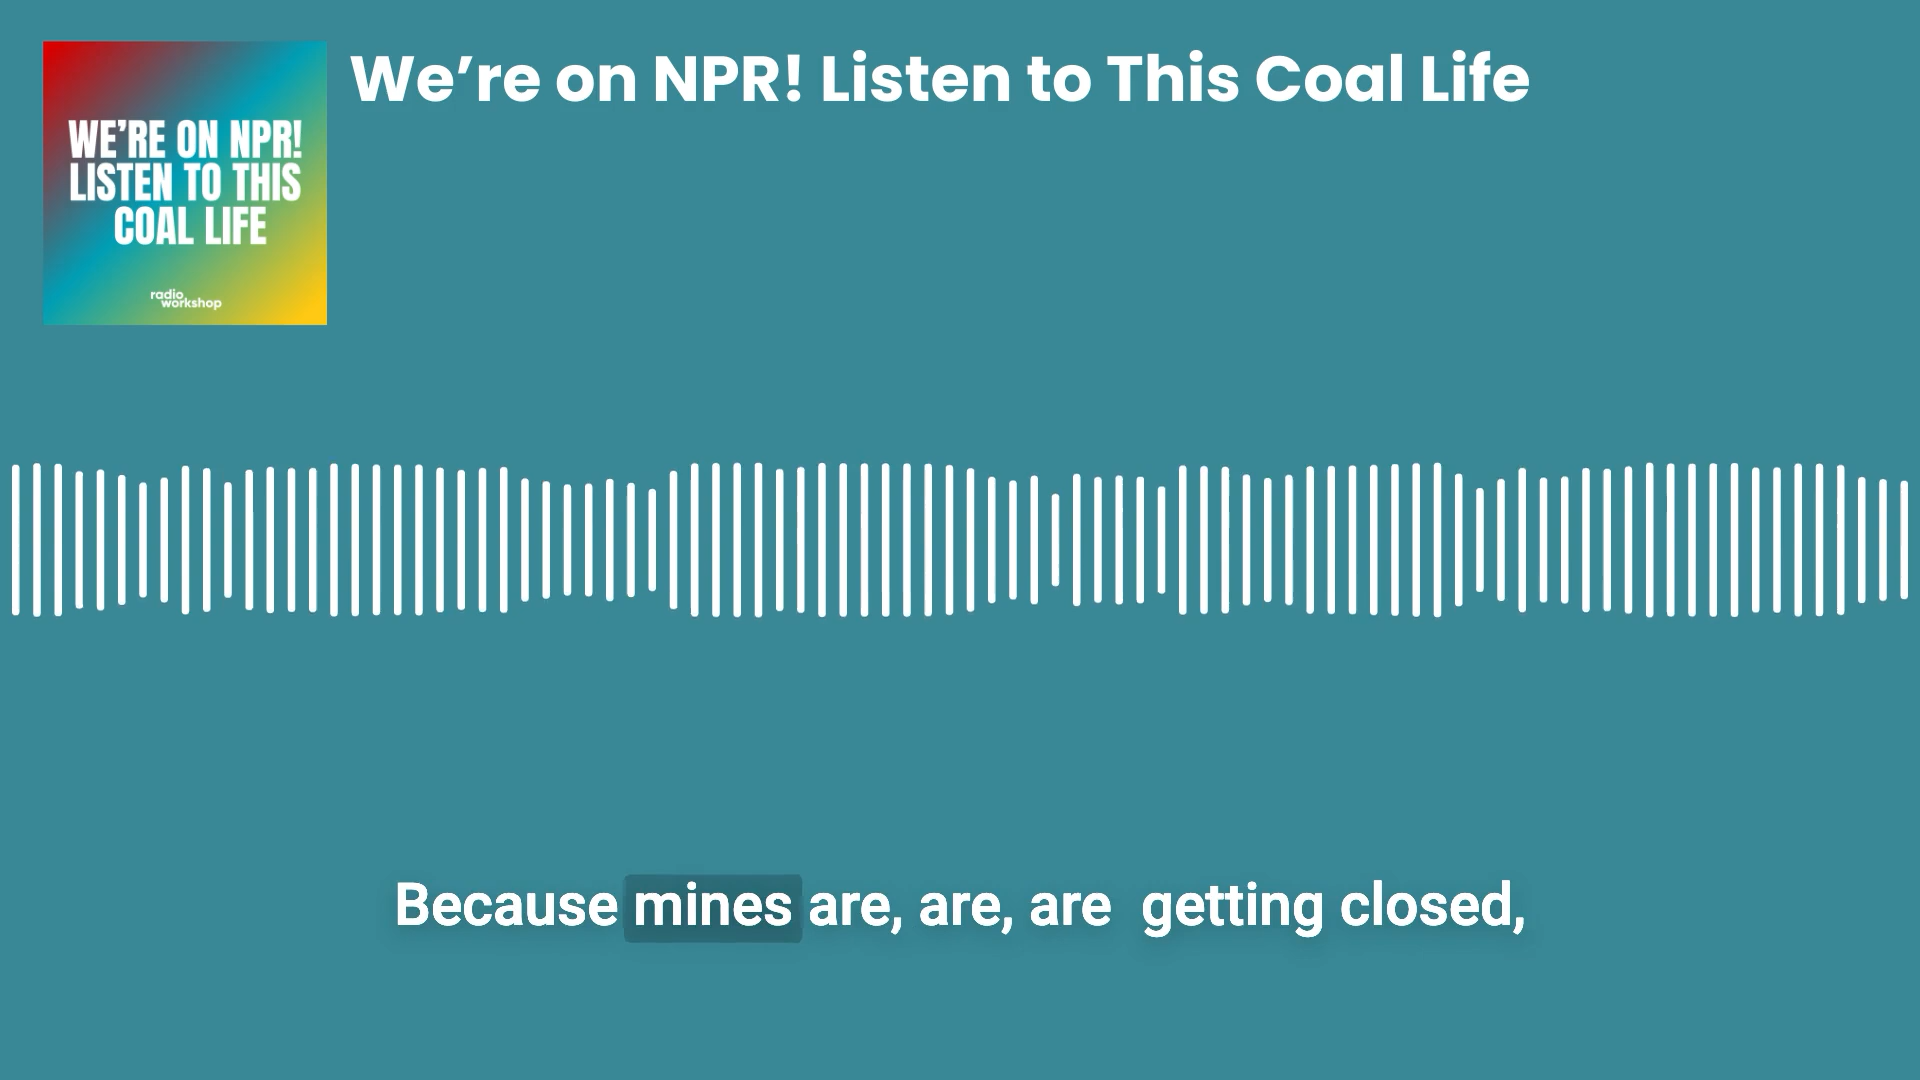 WE’RE ON NPR!
LISTEN TO THIS
COAL LIFE
radio
workshop
We’re on NPR! Listen to This Coal Life
Because mines are, are, are getting closed,